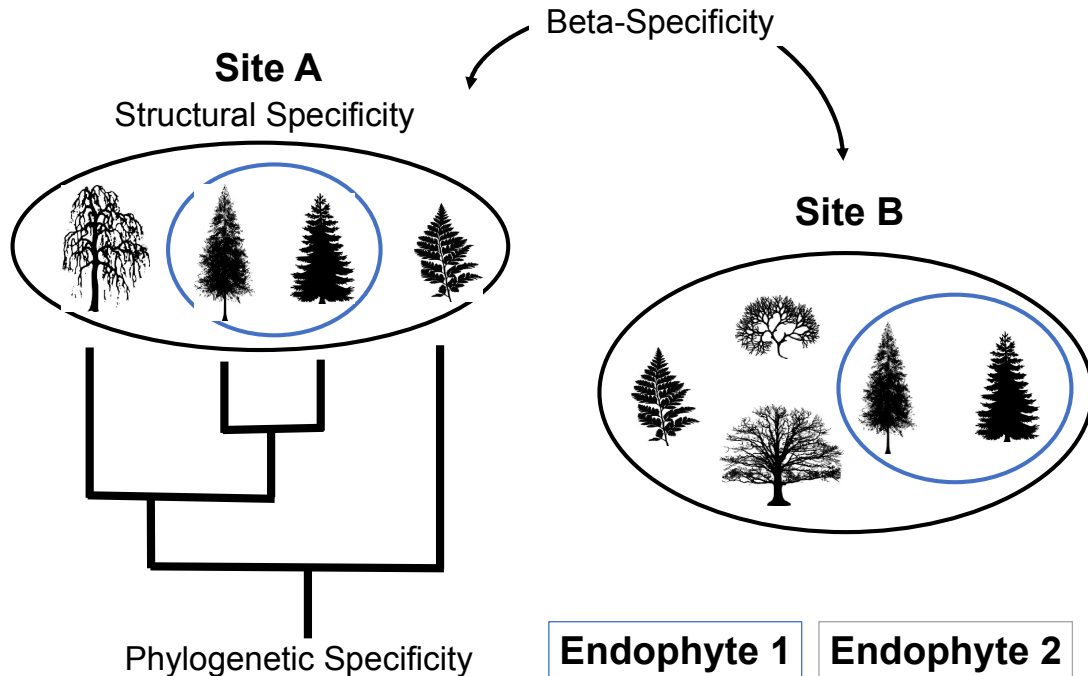 Beta-Specificity
Site A
Structural Specificity
Site B
Phylogenetic Specificity
Endophyte 1
Endophyte 2